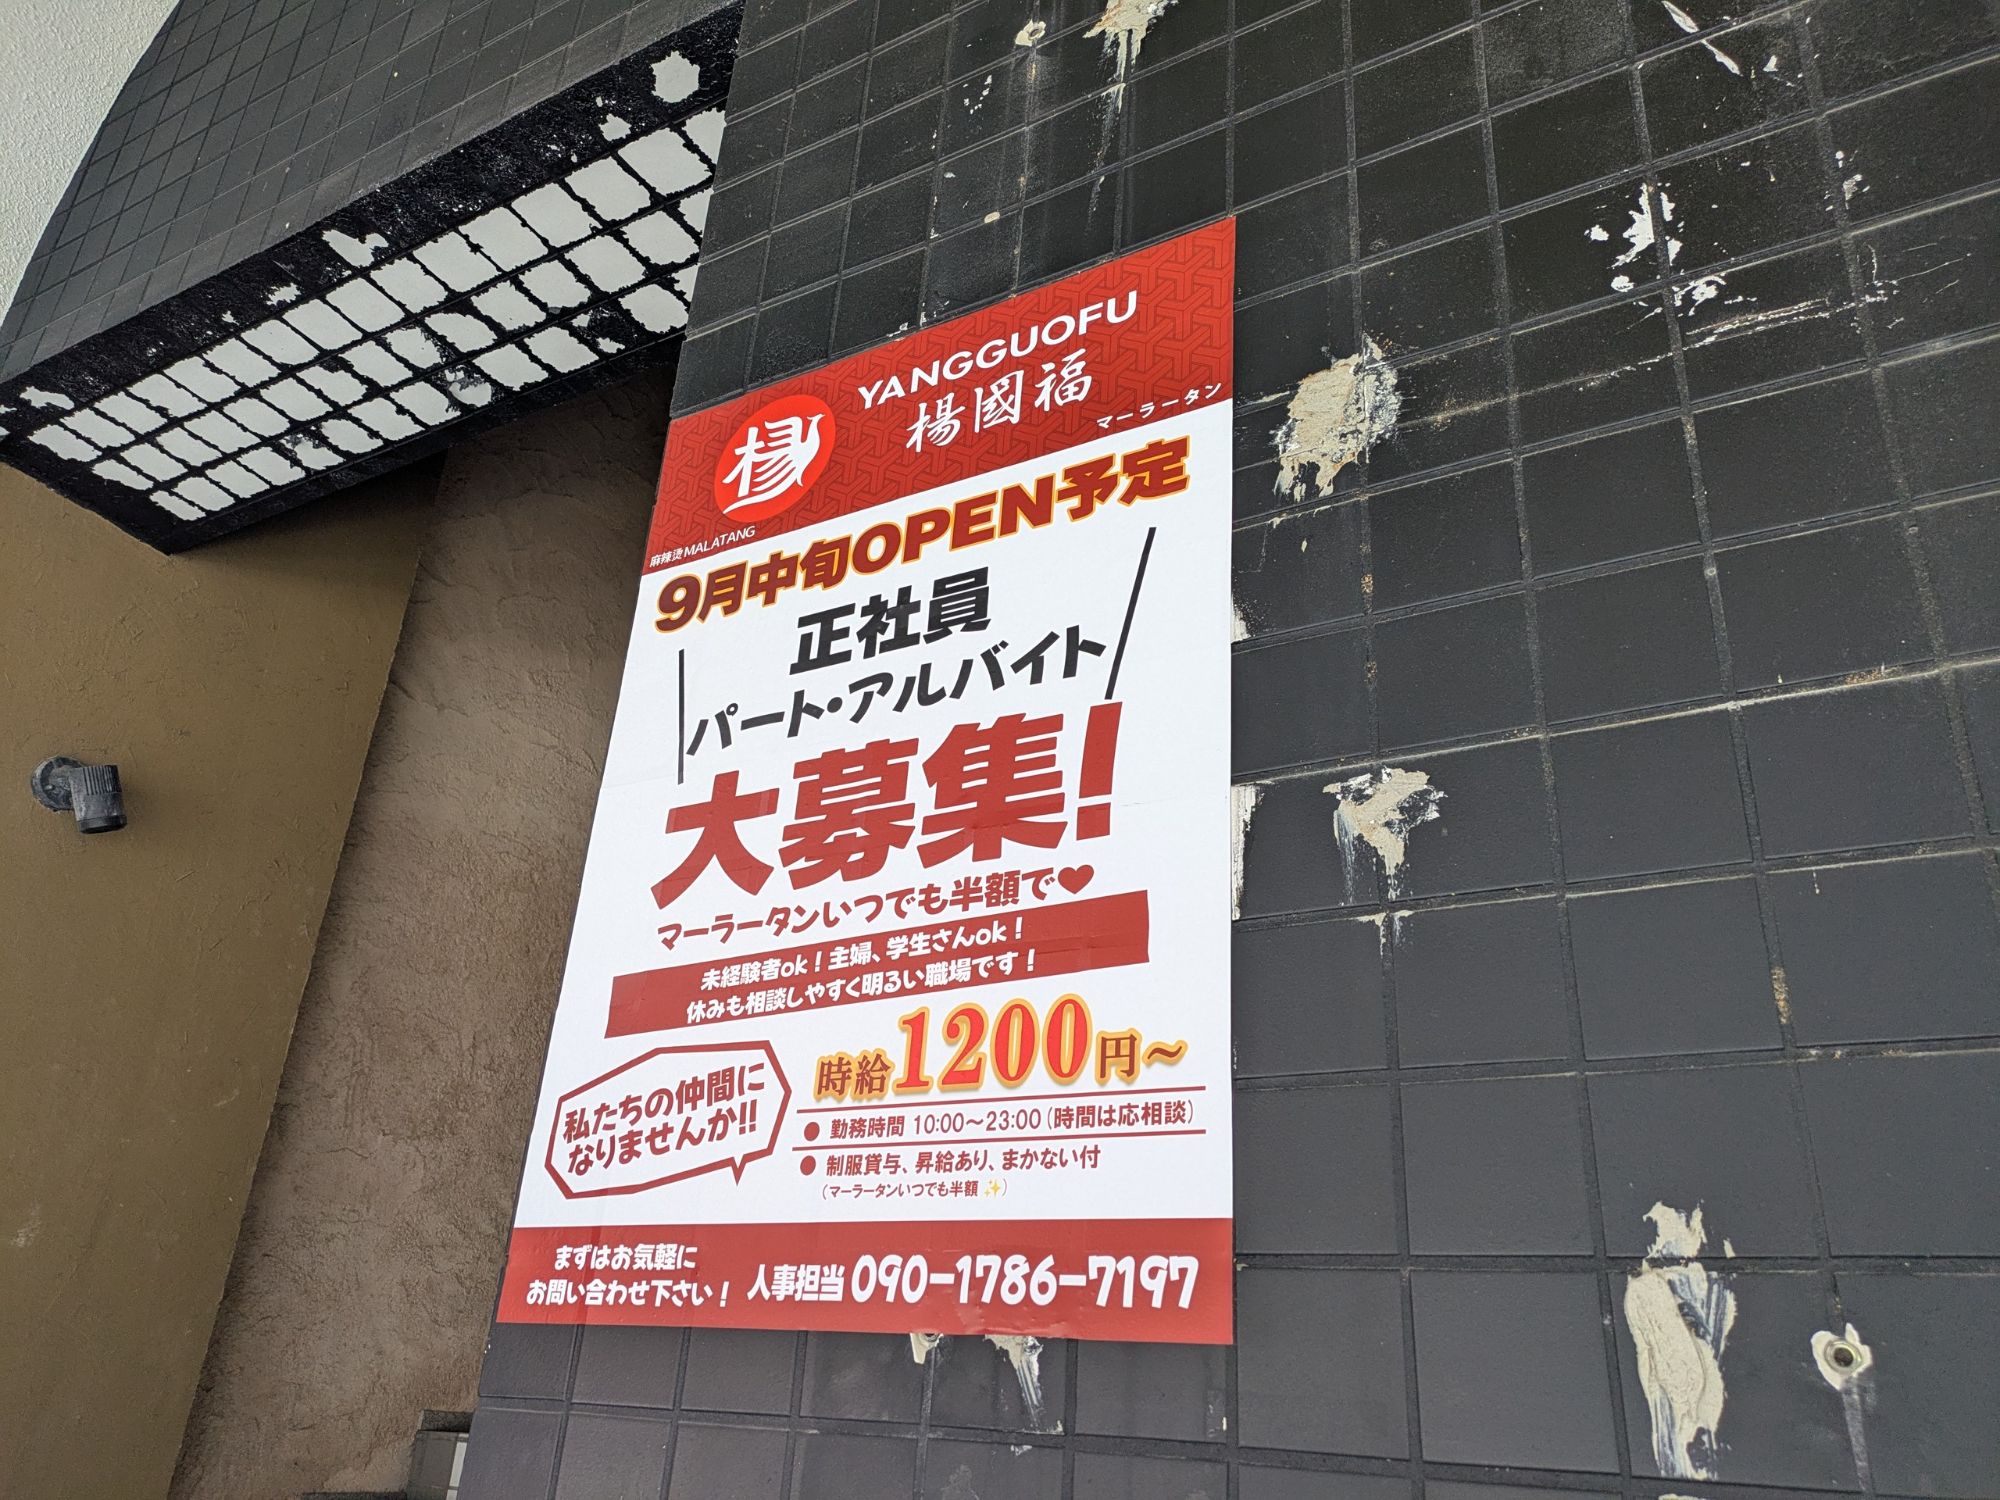 YANGGUOFU
楊國福
マーラータン
楊
麻辣烫MALATANG
9月中旬OPEN予定
正社員
パート・アルバイト
大募集!
マーラータンいつでも半額で♥
未経験者ok!主婦、学生さんok!
休みも相談しやすく明るい職場です!
私たちの仲間に
なりませんか!!
時給1200円～
● 勤務時間 10:00～23:00(時間は応相談)
● 制服貸与、昇給あり、まかない付
(マーラータンいつでも半額✨)
まずはお気軽に
お問い合わせ下さい!
人事担当 090-1786-7197